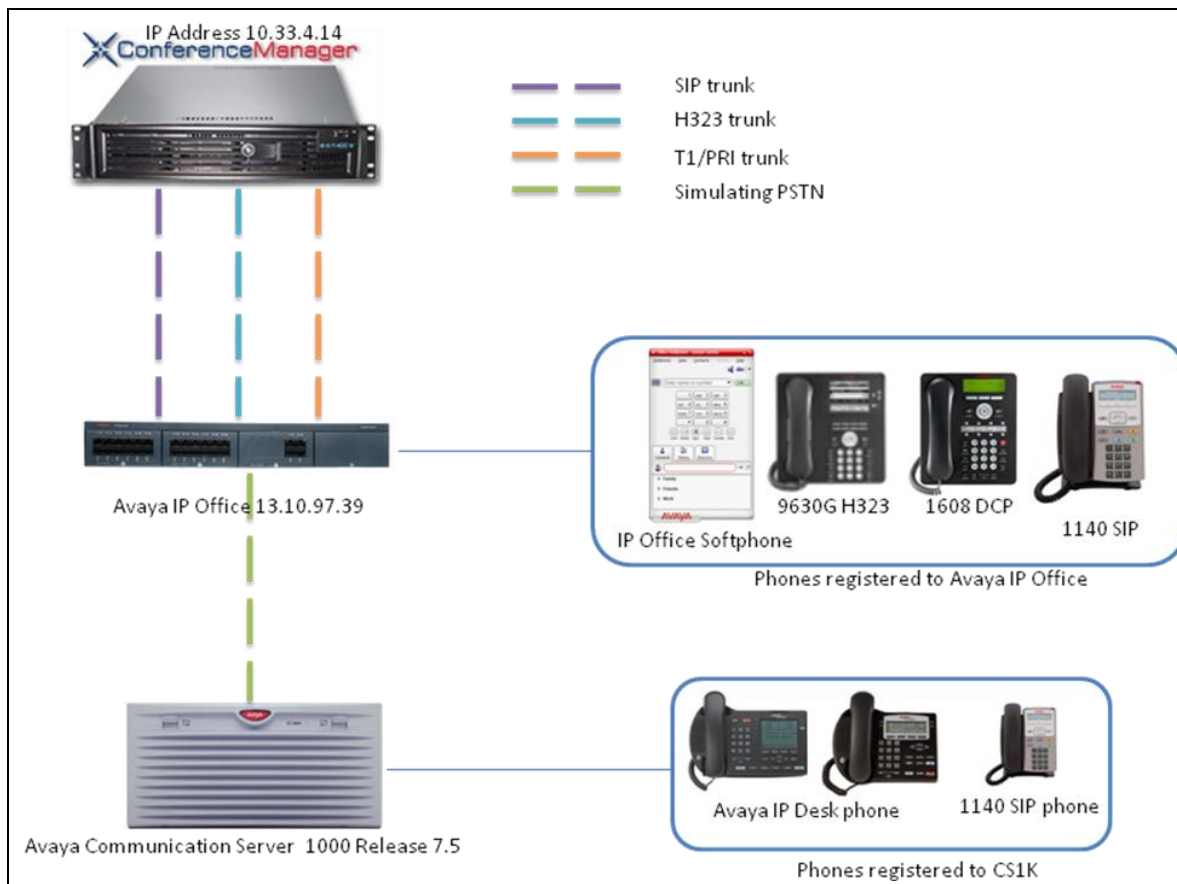 IP Address 10.33.4.14
ConferenceManager
SIP trunk
H323 trunk
T1/PRI trunk
Simulating PSTN
Avaya IP Office 13.10.97.39
AVAYA
IP Office Softphone
9630G H323
1608 DCP
1140 SIP
Phones registered to Avaya IP Office
AVAYA
Avaya Communication Server 1000 Release 7.5
Avaya IP Desk phone
1140 SIP phone
Phones registered to CS1K